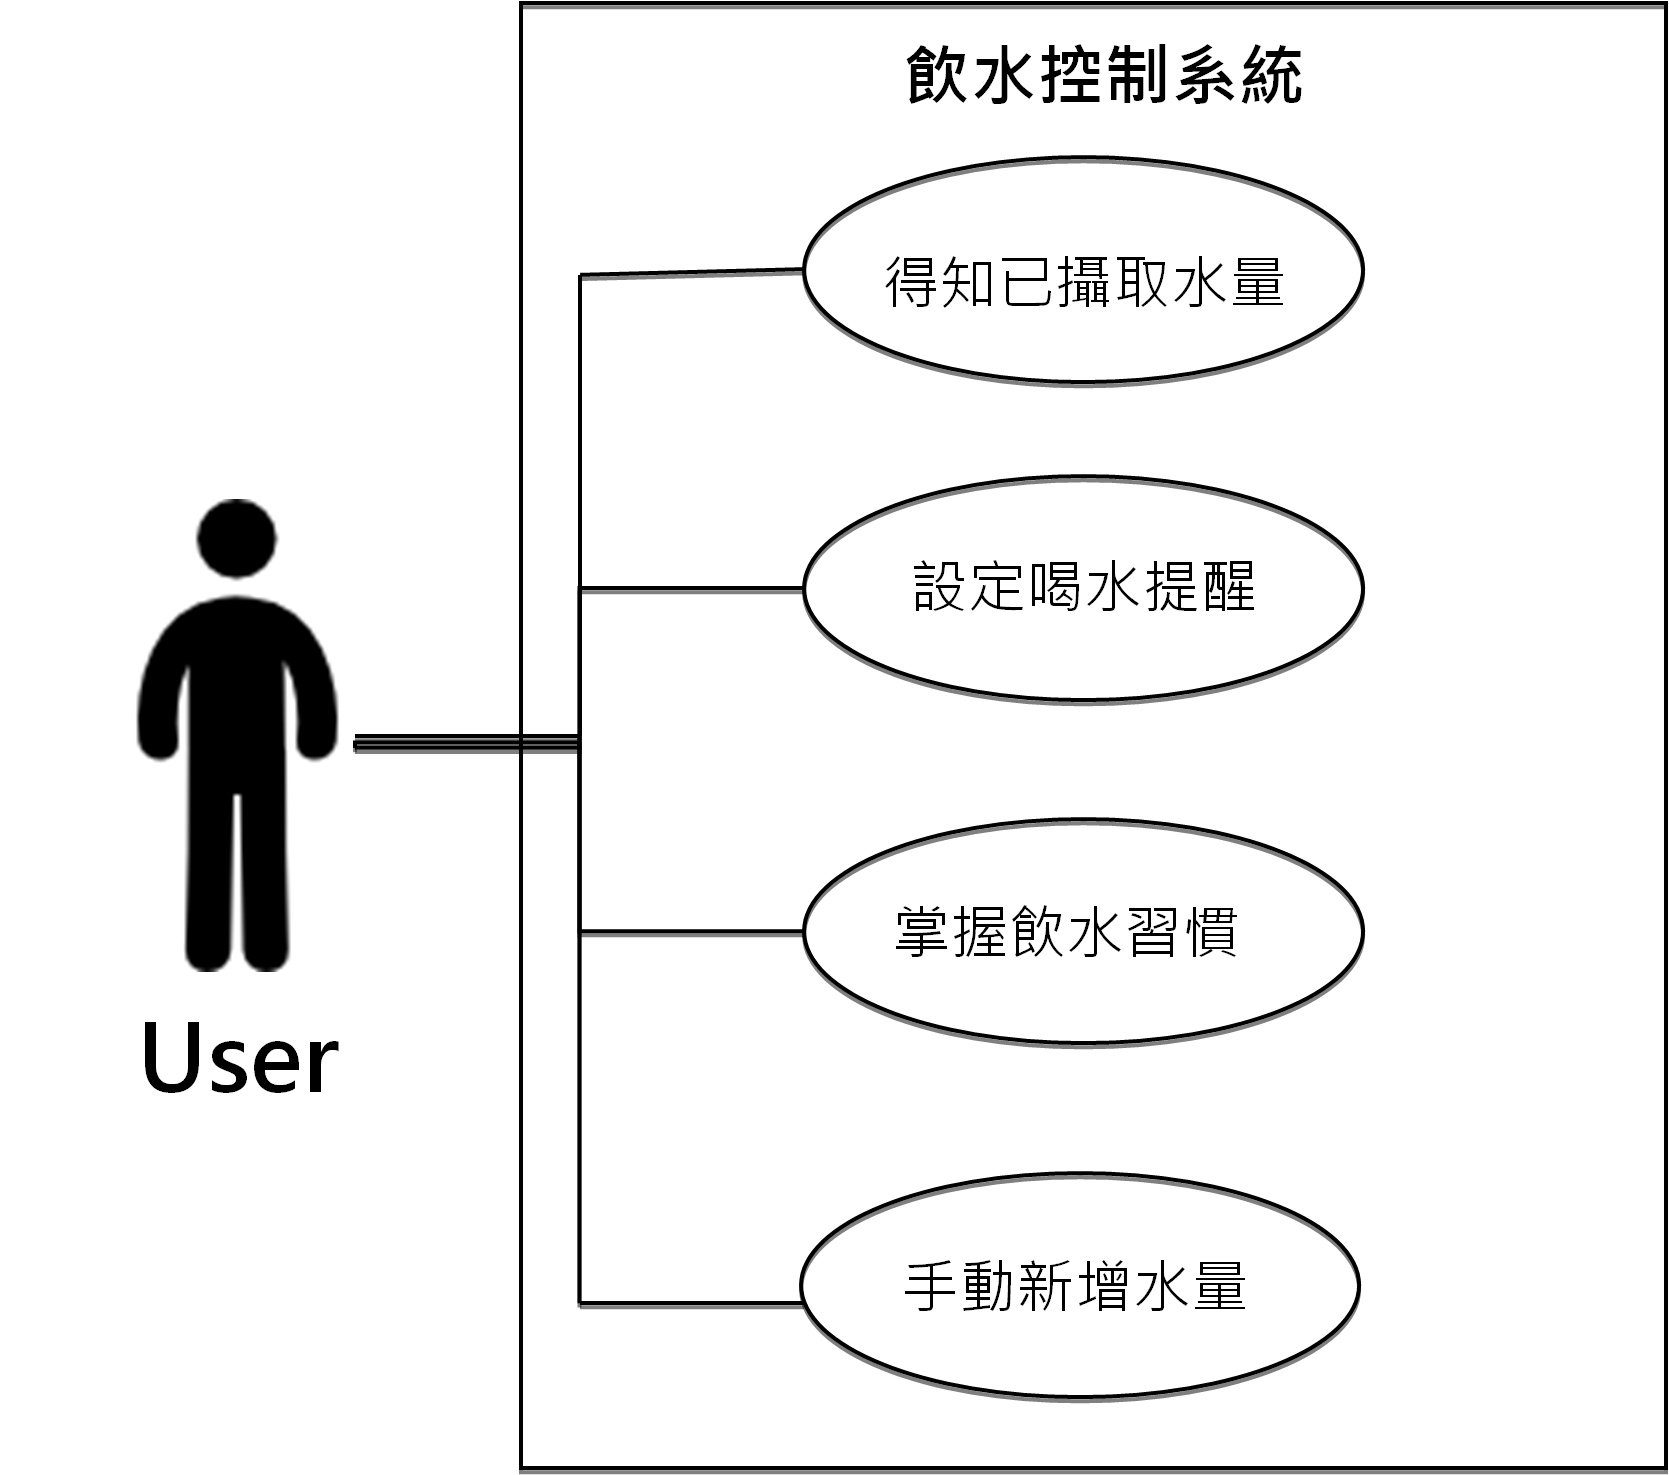 飲水控制系統
得知已攝取水量
設定喝水提醒
掌握飲水習慣
User
手動新增水量